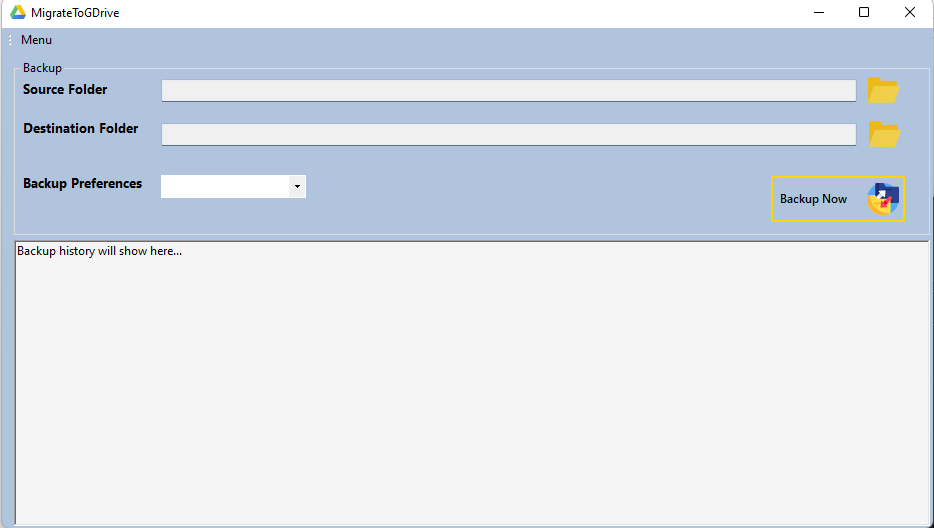 MigrateToGDrive
Menu
Backup
Source Folder
Destination Folder
Backup Preferences
Backup Now
Backup history will show here...